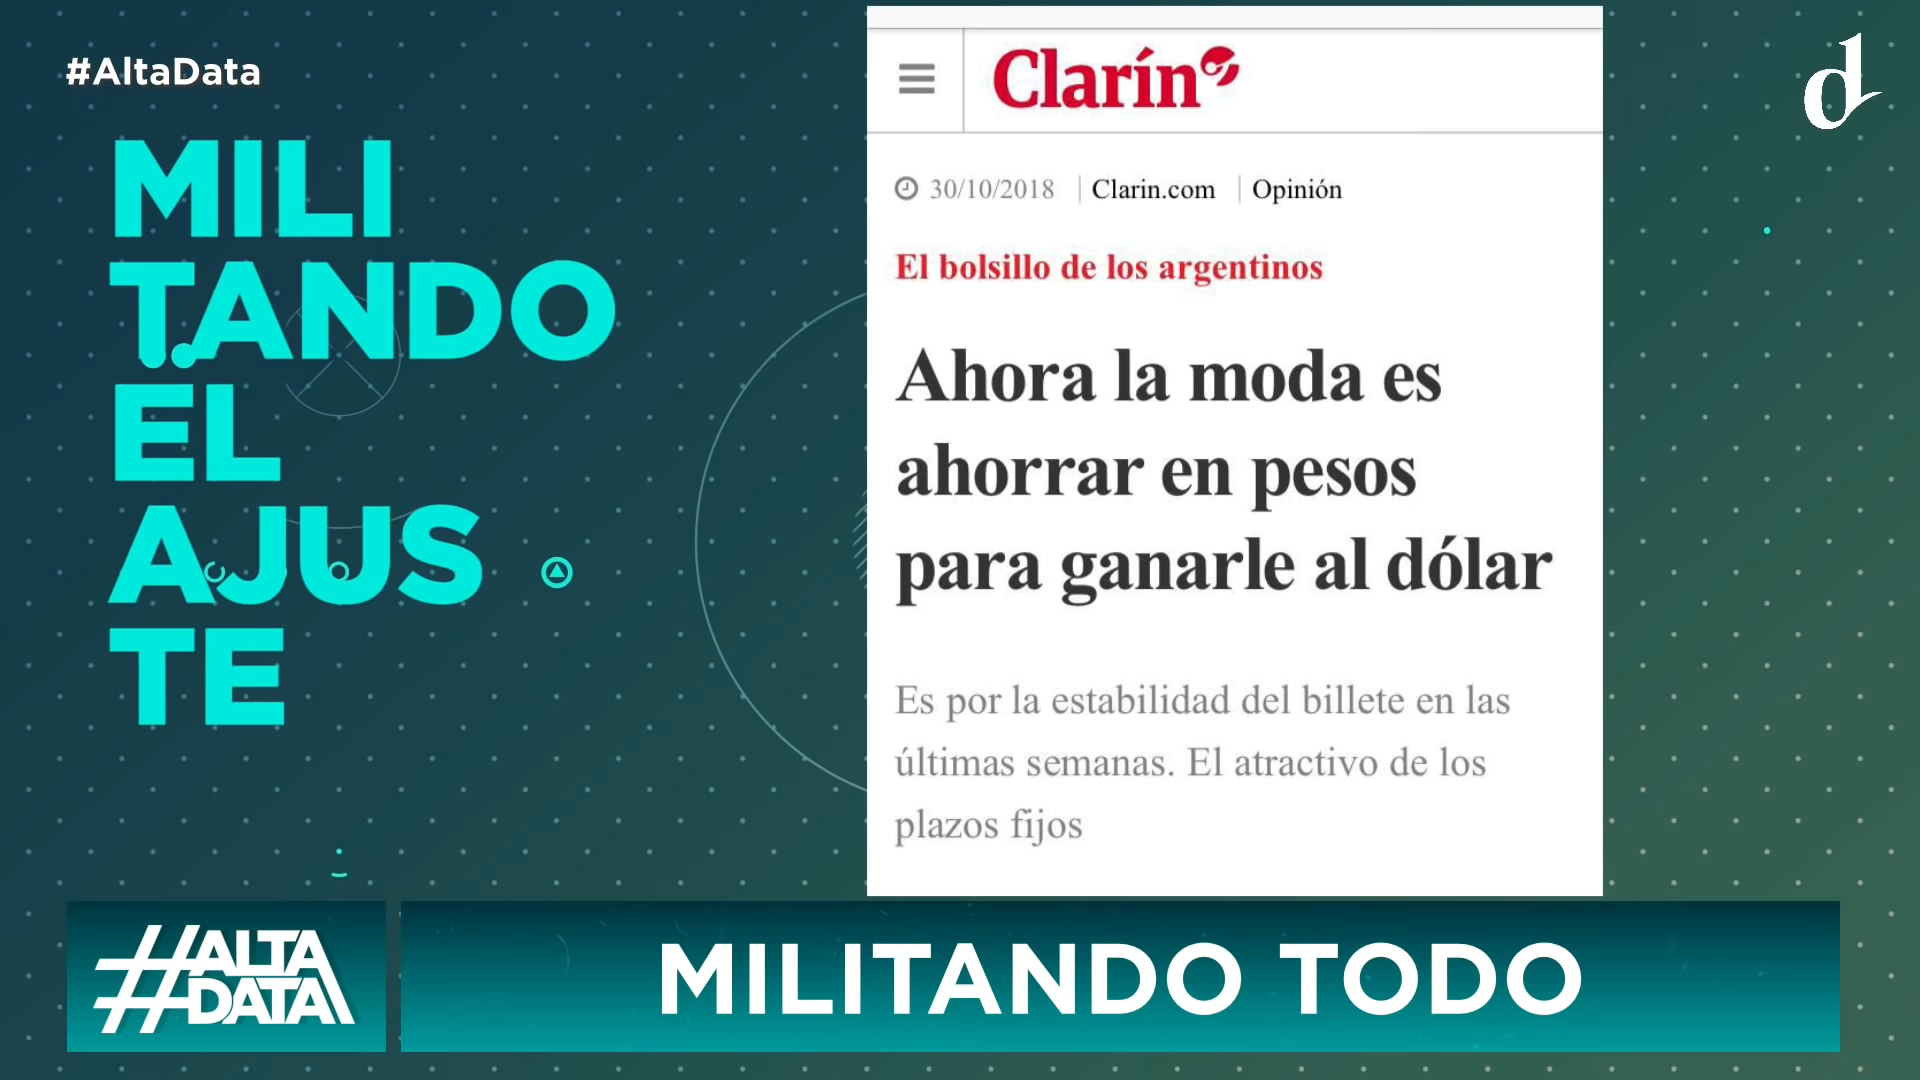 #AltaData
MILI
TANDO
EL
AJUS
TE
Clarín
30/10/2018 Clarin.com Opinión
El bolsillo de los argentinos
Ahora la moda es
ahorrar en pesos
para ganarle al dólar
Es por la estabilidad del billete en las
últimas semanas. El atractivo de los
plazos fijos
d
#ALTA
DATA
MILITANDO TODO